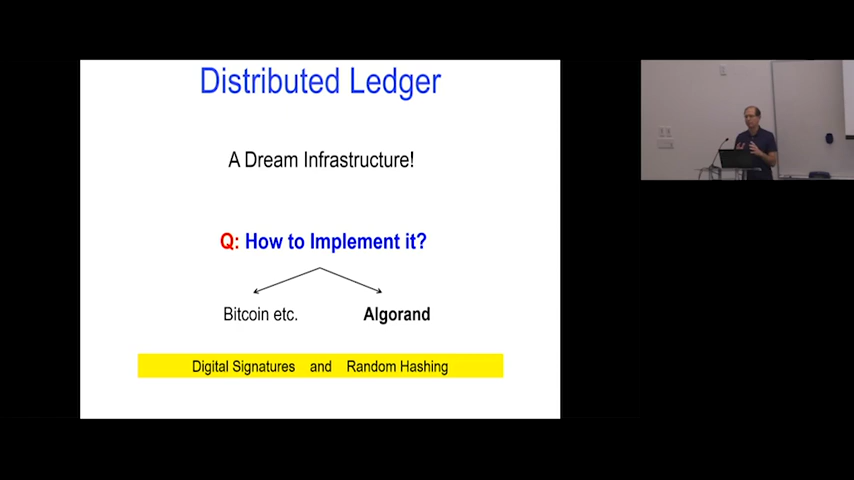 Distributed Ledger
A Dream Infrastructure!
Q: How to Implement it?
Bitcoin etc. Algorand
Digital Signatures and Random Hashing